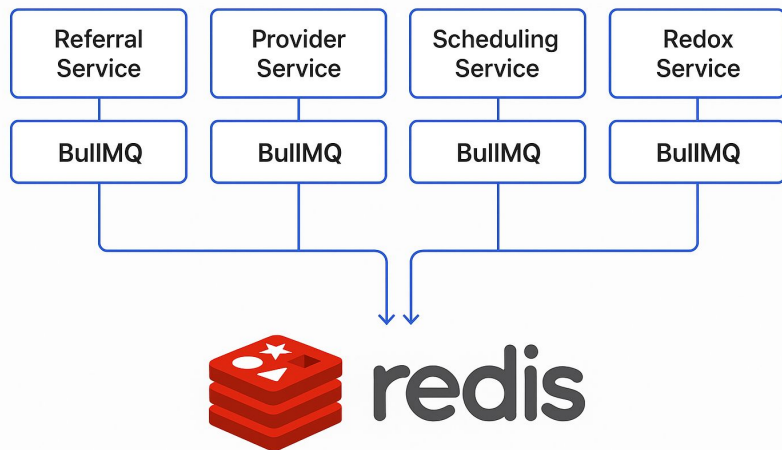 Referral
Service
Provider
Service
Scheduling
Service
Redox
Service
BullMQ
BullMQ
BullMQ
BullMQ
redis